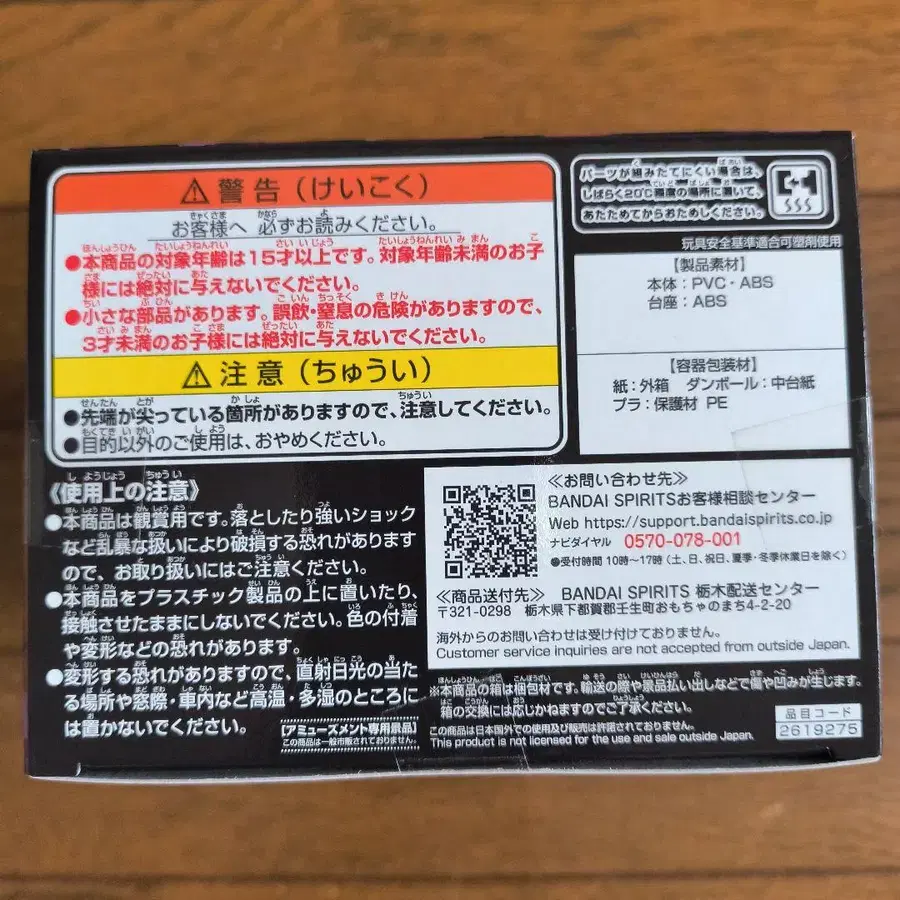 ⚠警告(けいこく)
お客様へ 必ずお読みください。
●本商品の対象年齢は15才以上です。対象年齢未満のお子
様には絶対に与えないでください。
●小さな部品があります。誤飲・窒息の危険がありますので、
3才未満のお子様には絶対に与えないでください。
⚠注意(ちゅうい)
●先端が尖っている箇所がありますので、注意してください。
●目的以外のご使用は、おやめください。
《使用上の注意》
●本商品は観賞用です。落としたり強いショック
など乱暴な扱いにより破損する恐れがあります
ので、お取り扱いにはご注意ください。
●本商品をプラスチック製品の上に置いたり、
接触させたままにしないでください。色の付着
や変形などの恐れがあります。
●変形する恐れがありますので、直射日光の当た
る場所や窓際・車内など高温・多湿のところに
は置かないでください。
【アミューズメント専用景品】
この商品は一般市販されておりません。
パーツが組みたてにくい場合は、
しばらく20℃程度の場所に置いて、
あたためてからお試しください。
玩具安全基準適合可塑剤使用
【製品素材】
本体:PVC・ABS
台座:ABS
【容器包装材】
紙:外箱 ダンボール:中台紙
プラ:保護材 PE
≪お問い合わせ先≫
BANDAI SPIRITSお客様相談センター
Web https://support.bandaispirits.co.jp
ナビダイヤル 0570-078-001
●受付時間 10時〜17時(土、日、祝日、夏季・冬季休業日を除く)
≪商品送付先≫ BANDAI SPIRITS 栃木配送センター
〒321-0298 栃木県下都賀郡壬生町おもちゃのまち4-2-20
海外からのお問い合わせは受け付けておりません。
Customer service inquiries are not accepted from outside Japan.
※本商品の箱は梱包材です。輸送の際や景品払い出しなどで傷や凹みが生じます。
箱の交換には応じかねますのでご了承ください。
この商品は日本国外での使用及び販売は許諾されておりません。
This product is not licensed for the use and sale outside Japan.
品目コード
2619275